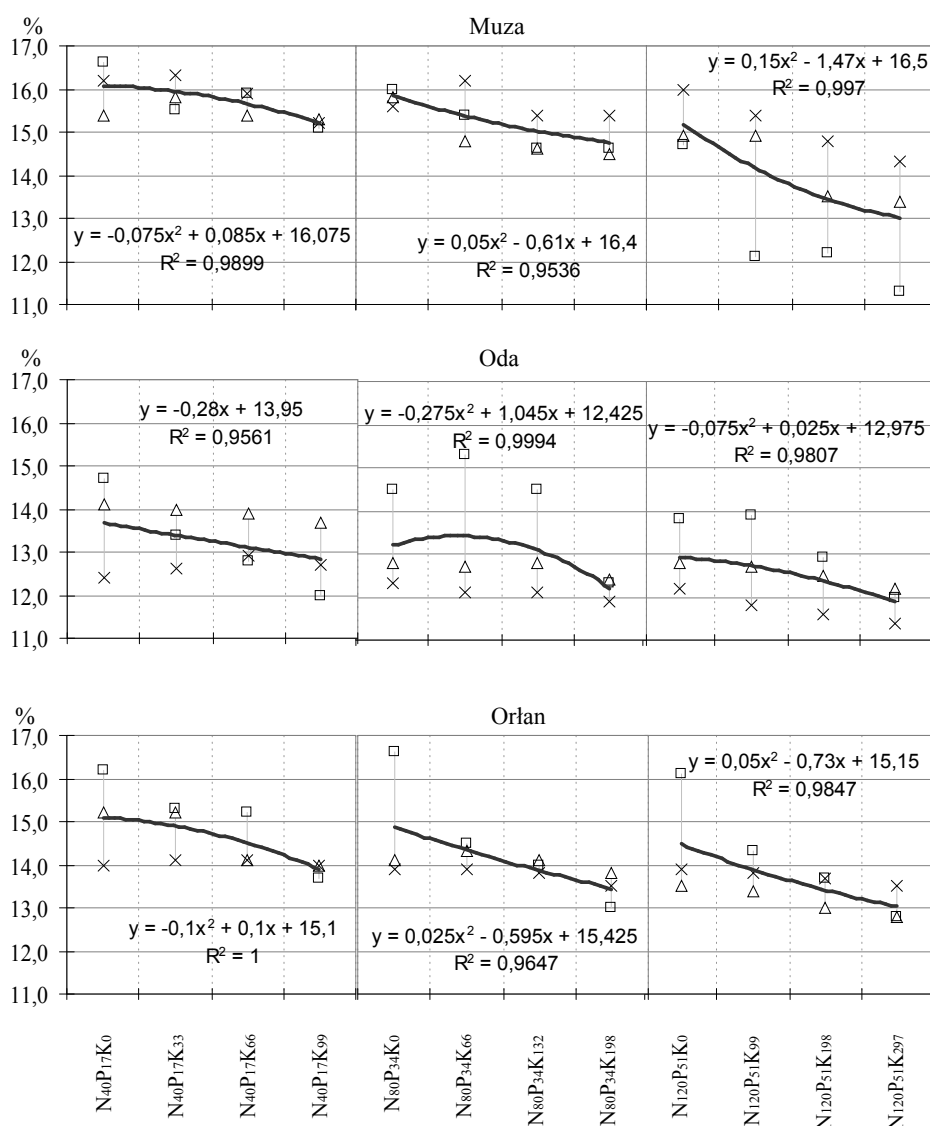 %
Muza
17,0
16,0
15,0
14,0
13,0
12,0
11,0
y = -0,075x² + 0,085x + 16,075
R² = 0,9899
y = 0,05x² - 0,61x + 16,4
R² = 0,9536
y = 0,15x² - 1,47x + 16,5
R² = 0,997
%
Oda
17,0
16,0
15,0
14,0
13,0
12,0
11,0
y = -0,28x + 13,95
R² = 0,9561
y = -0,275x² + 1,045x + 12,425
R² = 0,9994
y = -0,075x² + 0,025x + 12,975
R² = 0,9807
%
Orłan
17,0
16,0
15,0
14,0
13,0
12,0
11,0
y = -0,1x² + 0,1x + 15,1
R² = 1
y = 0,025x² - 0,595x + 15,425
R² = 0,9647
y = 0,05x² - 0,73x + 15,15
R² = 0,9847
N40P17K0
N40P17K33
N40P17K66
N40P17K99
N80P34K0
N80P34K66
N80P34K132
N80P34K198
N120P51K0
N120P51K99
N120P51K198
N120P51K297